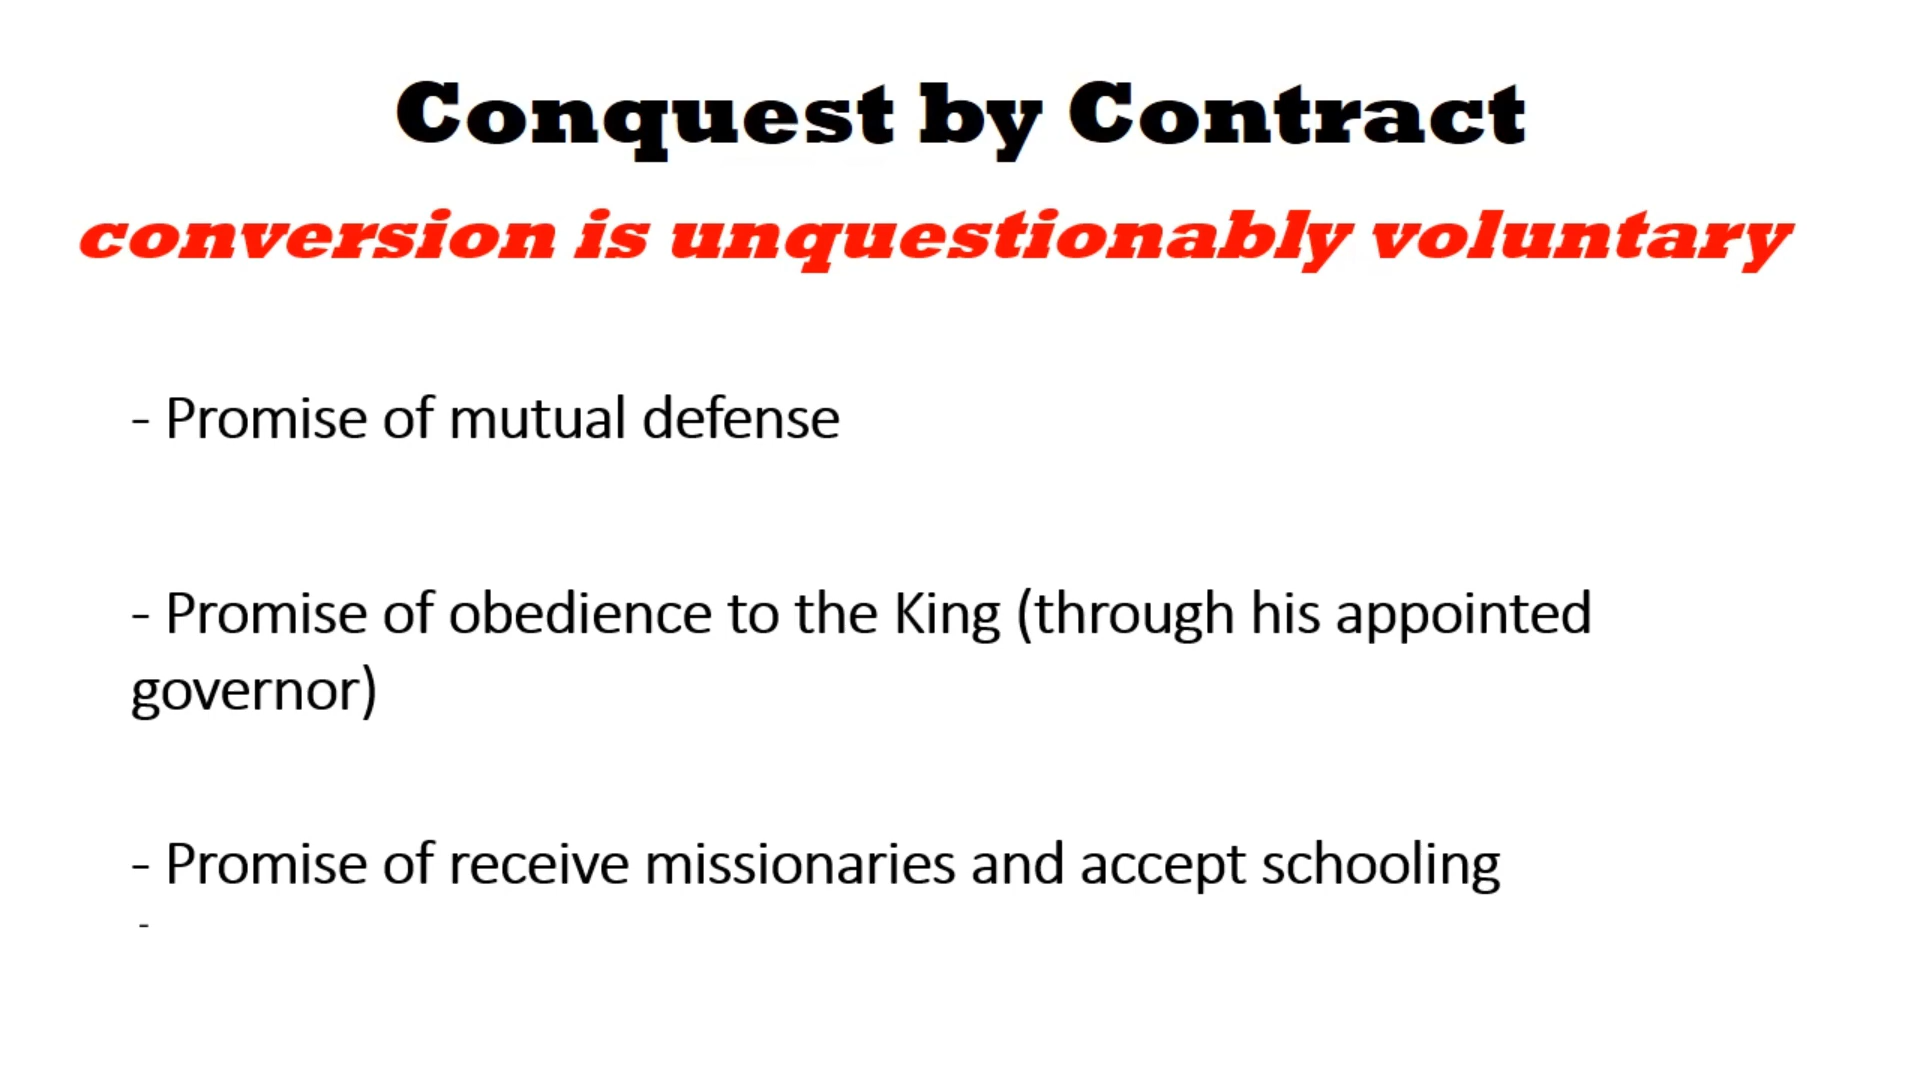 Conquest by Contract
conversion is unquestionably voluntary
- Promise of mutual defense
- Promise of obedience to the King (through his appointed
governor)
- Promise of receive missionaries and accept schooling
-